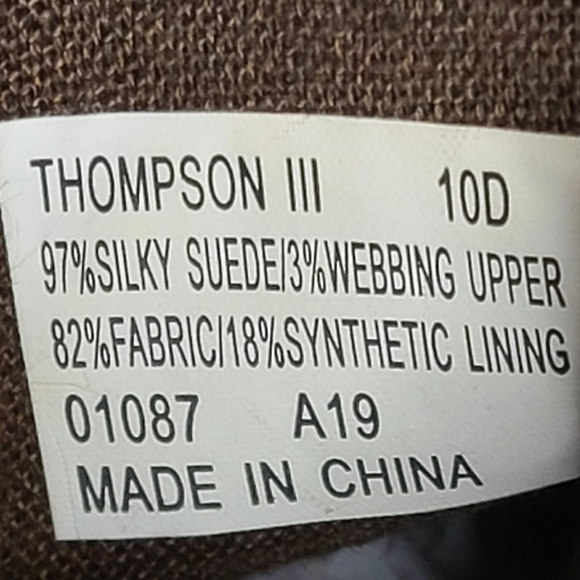 THOMPSON III 10D
97%SILKY SUEDE/3%WEBBING UPPER
82%FABRIC/18%SYNTHETIC LINING
01087 A19
MADE IN CHINA